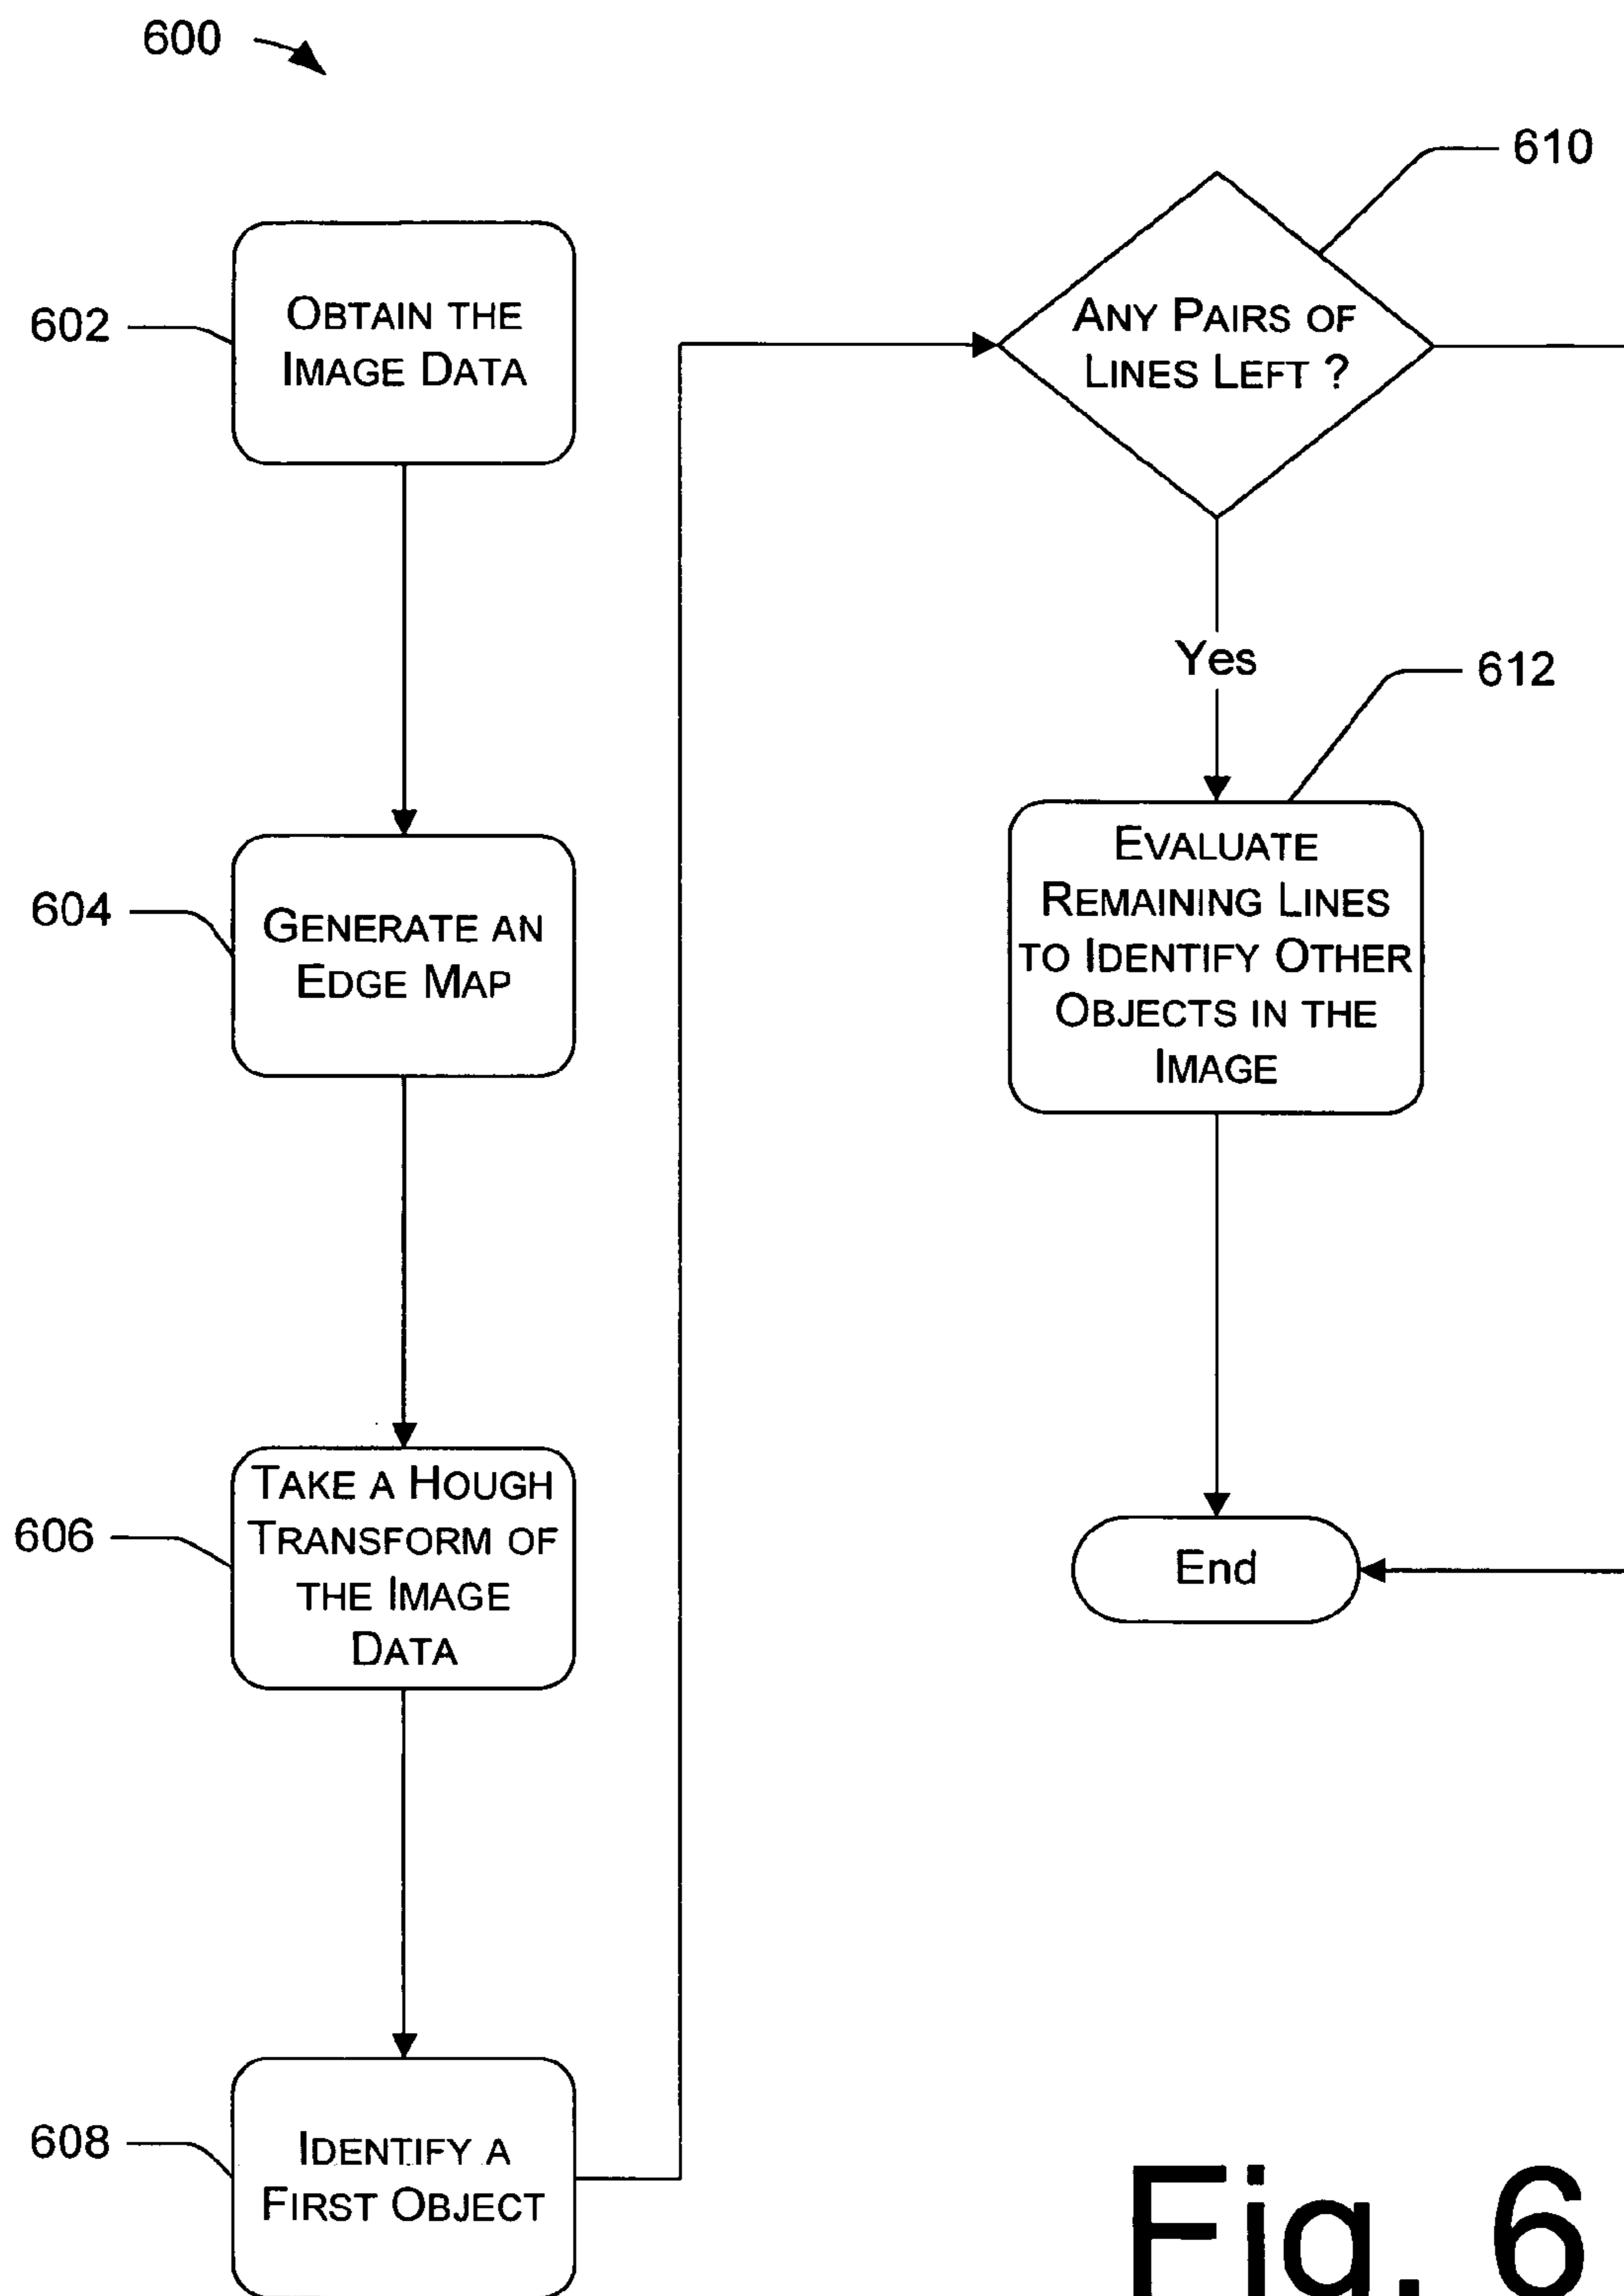 600
602
OBTAIN THE
IMAGE DATA
604
GENERATE AN
EDGE MAP
606
TAKE A HOUGH
TRANSFORM OF
THE IMAGE
DATA
608
IDENTIFY A
FIRST OBJECT
610
ANY PAIRS OF
LINES LEFT ?
Yes
612
EVALUATE
REMAINING LINES
TO IDENTIFY OTHER
OBJECTS IN THE
IMAGE
End
Fig. 6